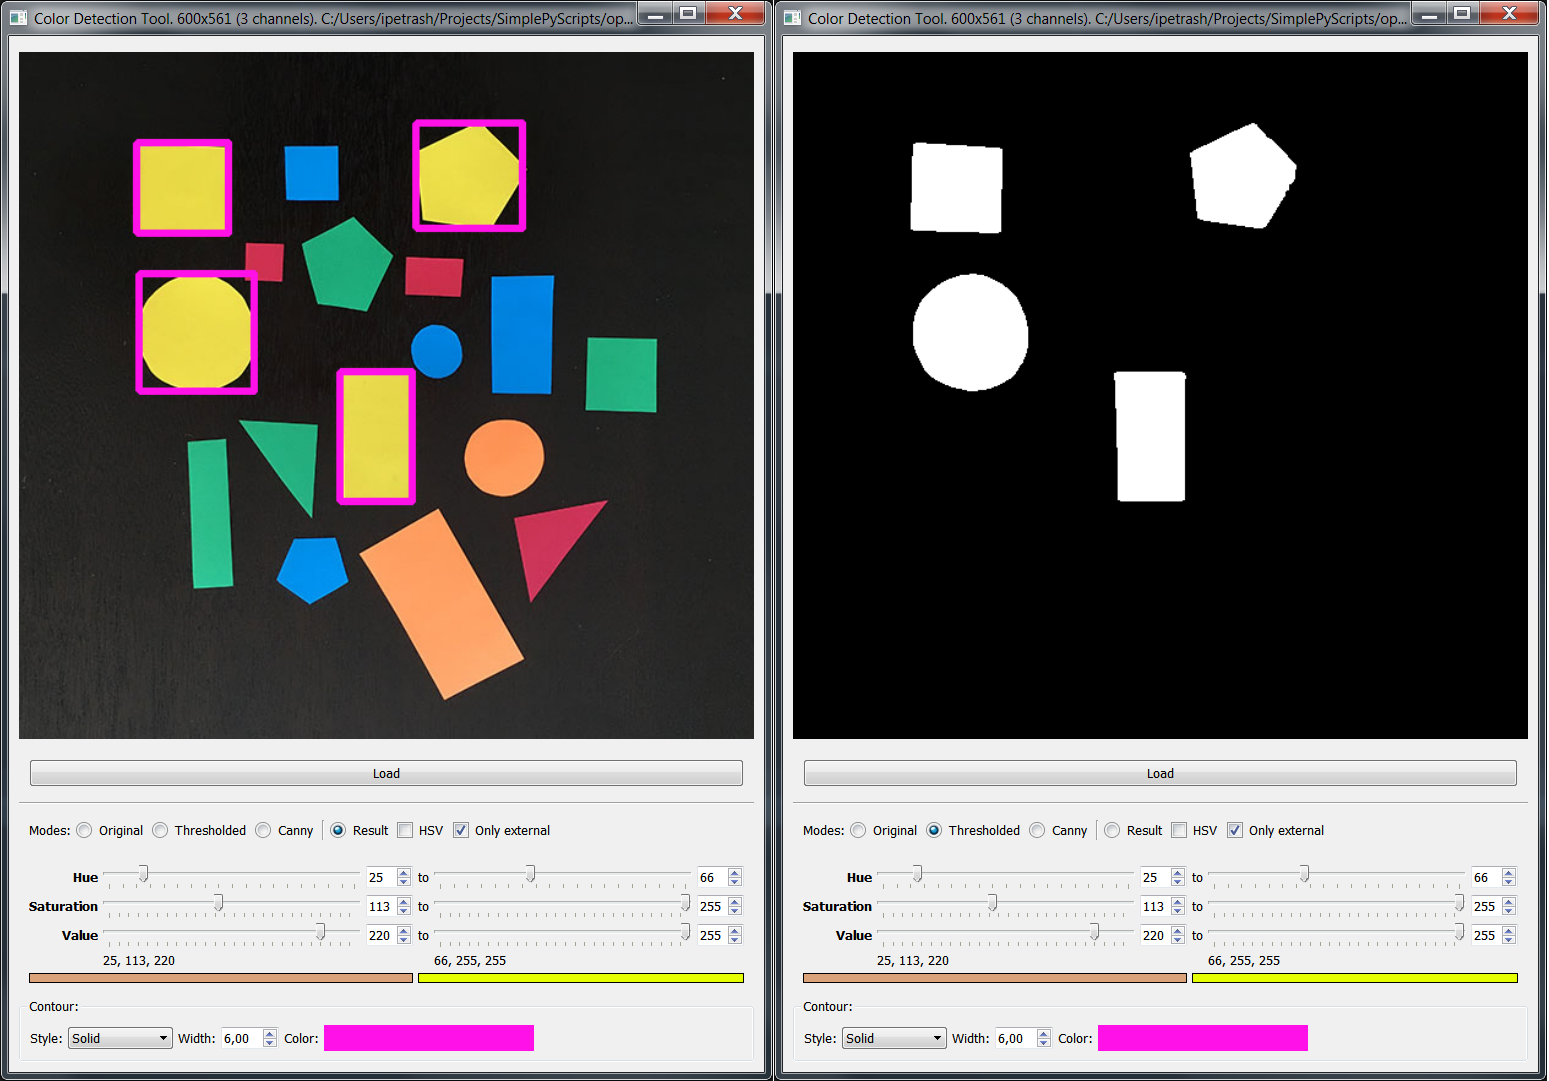 Color Detection Tool. 600x561 (3 channels). C:/Users/ipetrash/Projects/SimplePyScripts/op...
Load
Modes: Original Thresholded Canny Result HSV Only external
Hue 25 to 66
Saturation 113 to 255
Value 220 to 255
25, 113, 220 66, 255, 255
Contour:
Style: Solid Width: 6,00 Color:
Color Detection Tool. 600x561 (3 channels). C:/Users/ipetrash/Projects/SimplePyScripts/op...
Load
Modes: Original Thresholded Canny Result HSV Only external
Hue 25 to 66
Saturation 113 to 255
Value 220 to 255
25, 113, 220 66, 255, 255
Contour:
Style: Solid Width: 6,00 Color: